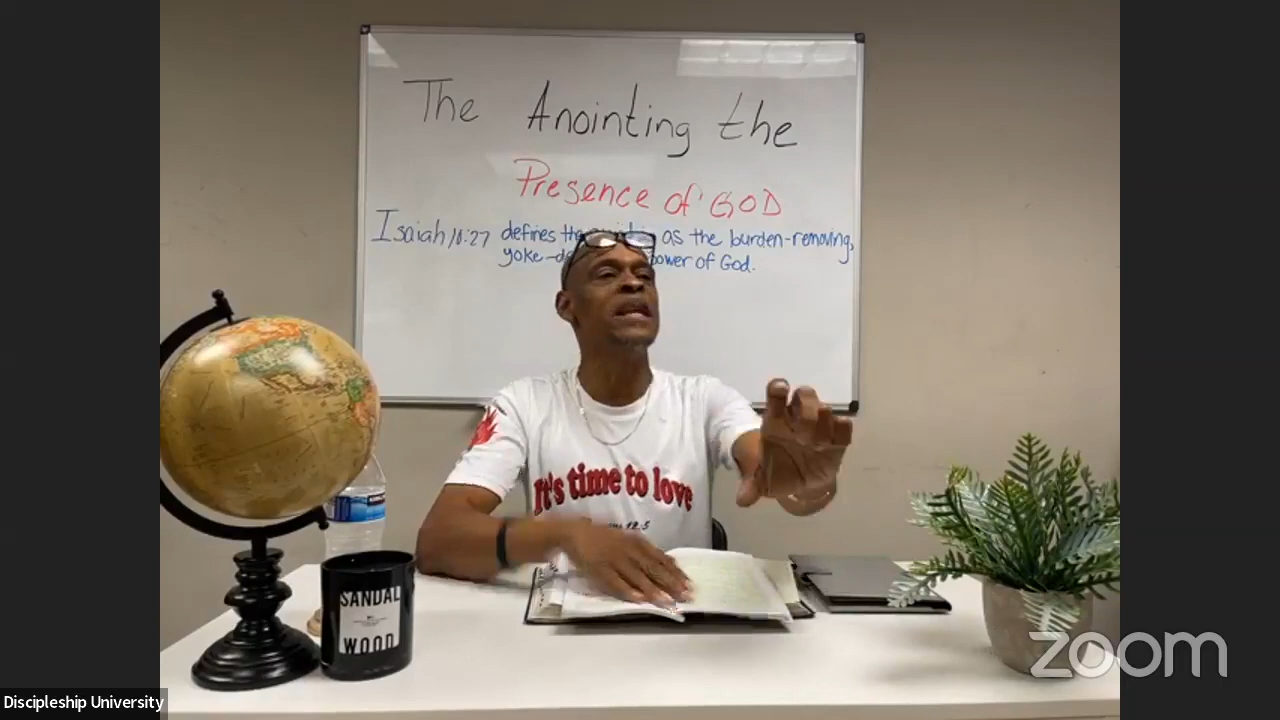 The Anointing the
Presence of GOD
Isaiah 10:27 defines the as the burden-removing,
yoke- power of God.
It's time to love
SANDAL
WOOD
Discipleship University
zoom